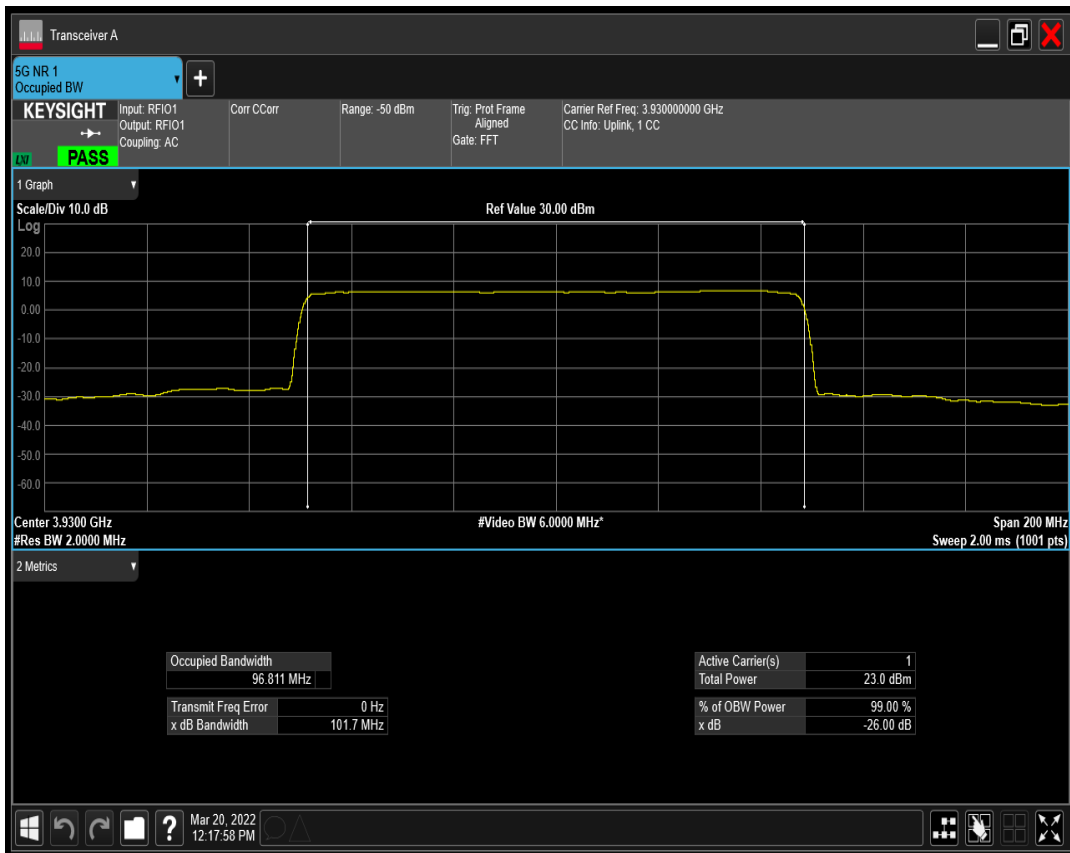 Transceiver A
5G NR 1
Occupied BW
KEYSIGHT
LXI
PASS
Input: RFIO1
Output: RFIO1
Coupling: AC
Corr CCorr
Range: -50 dBm
Trig: Prot Frame
Aligned
Gate: FFT
Carrier Ref Freq: 3.930000000 GHz
CC Info: Uplink, 1 CC
1 Graph
Scale/Div 10.0 dB
Ref Value 30.00 dBm
Log
20.0
10.0
0.00
-10.0
-20.0
-30.0
-40.0
-50.0
-60.0
Center 3.9300 GHz
#Video BW 6.0000 MHz*
Span 200 MHz
#Res BW 2.0000 MHz
Sweep 2.00 ms (1001 pts)
2 Metrics
Occupied Bandwidth
96.811 MHz
Transmit Freq Error 0 Hz
x dB Bandwidth 101.7 MHz
Active Carrier(s) 1
Total Power 23.0 dBm
% of OBW Power 99.00 %
x dB -26.00 dB
?
Mar 20, 2022
12:17:58 PM